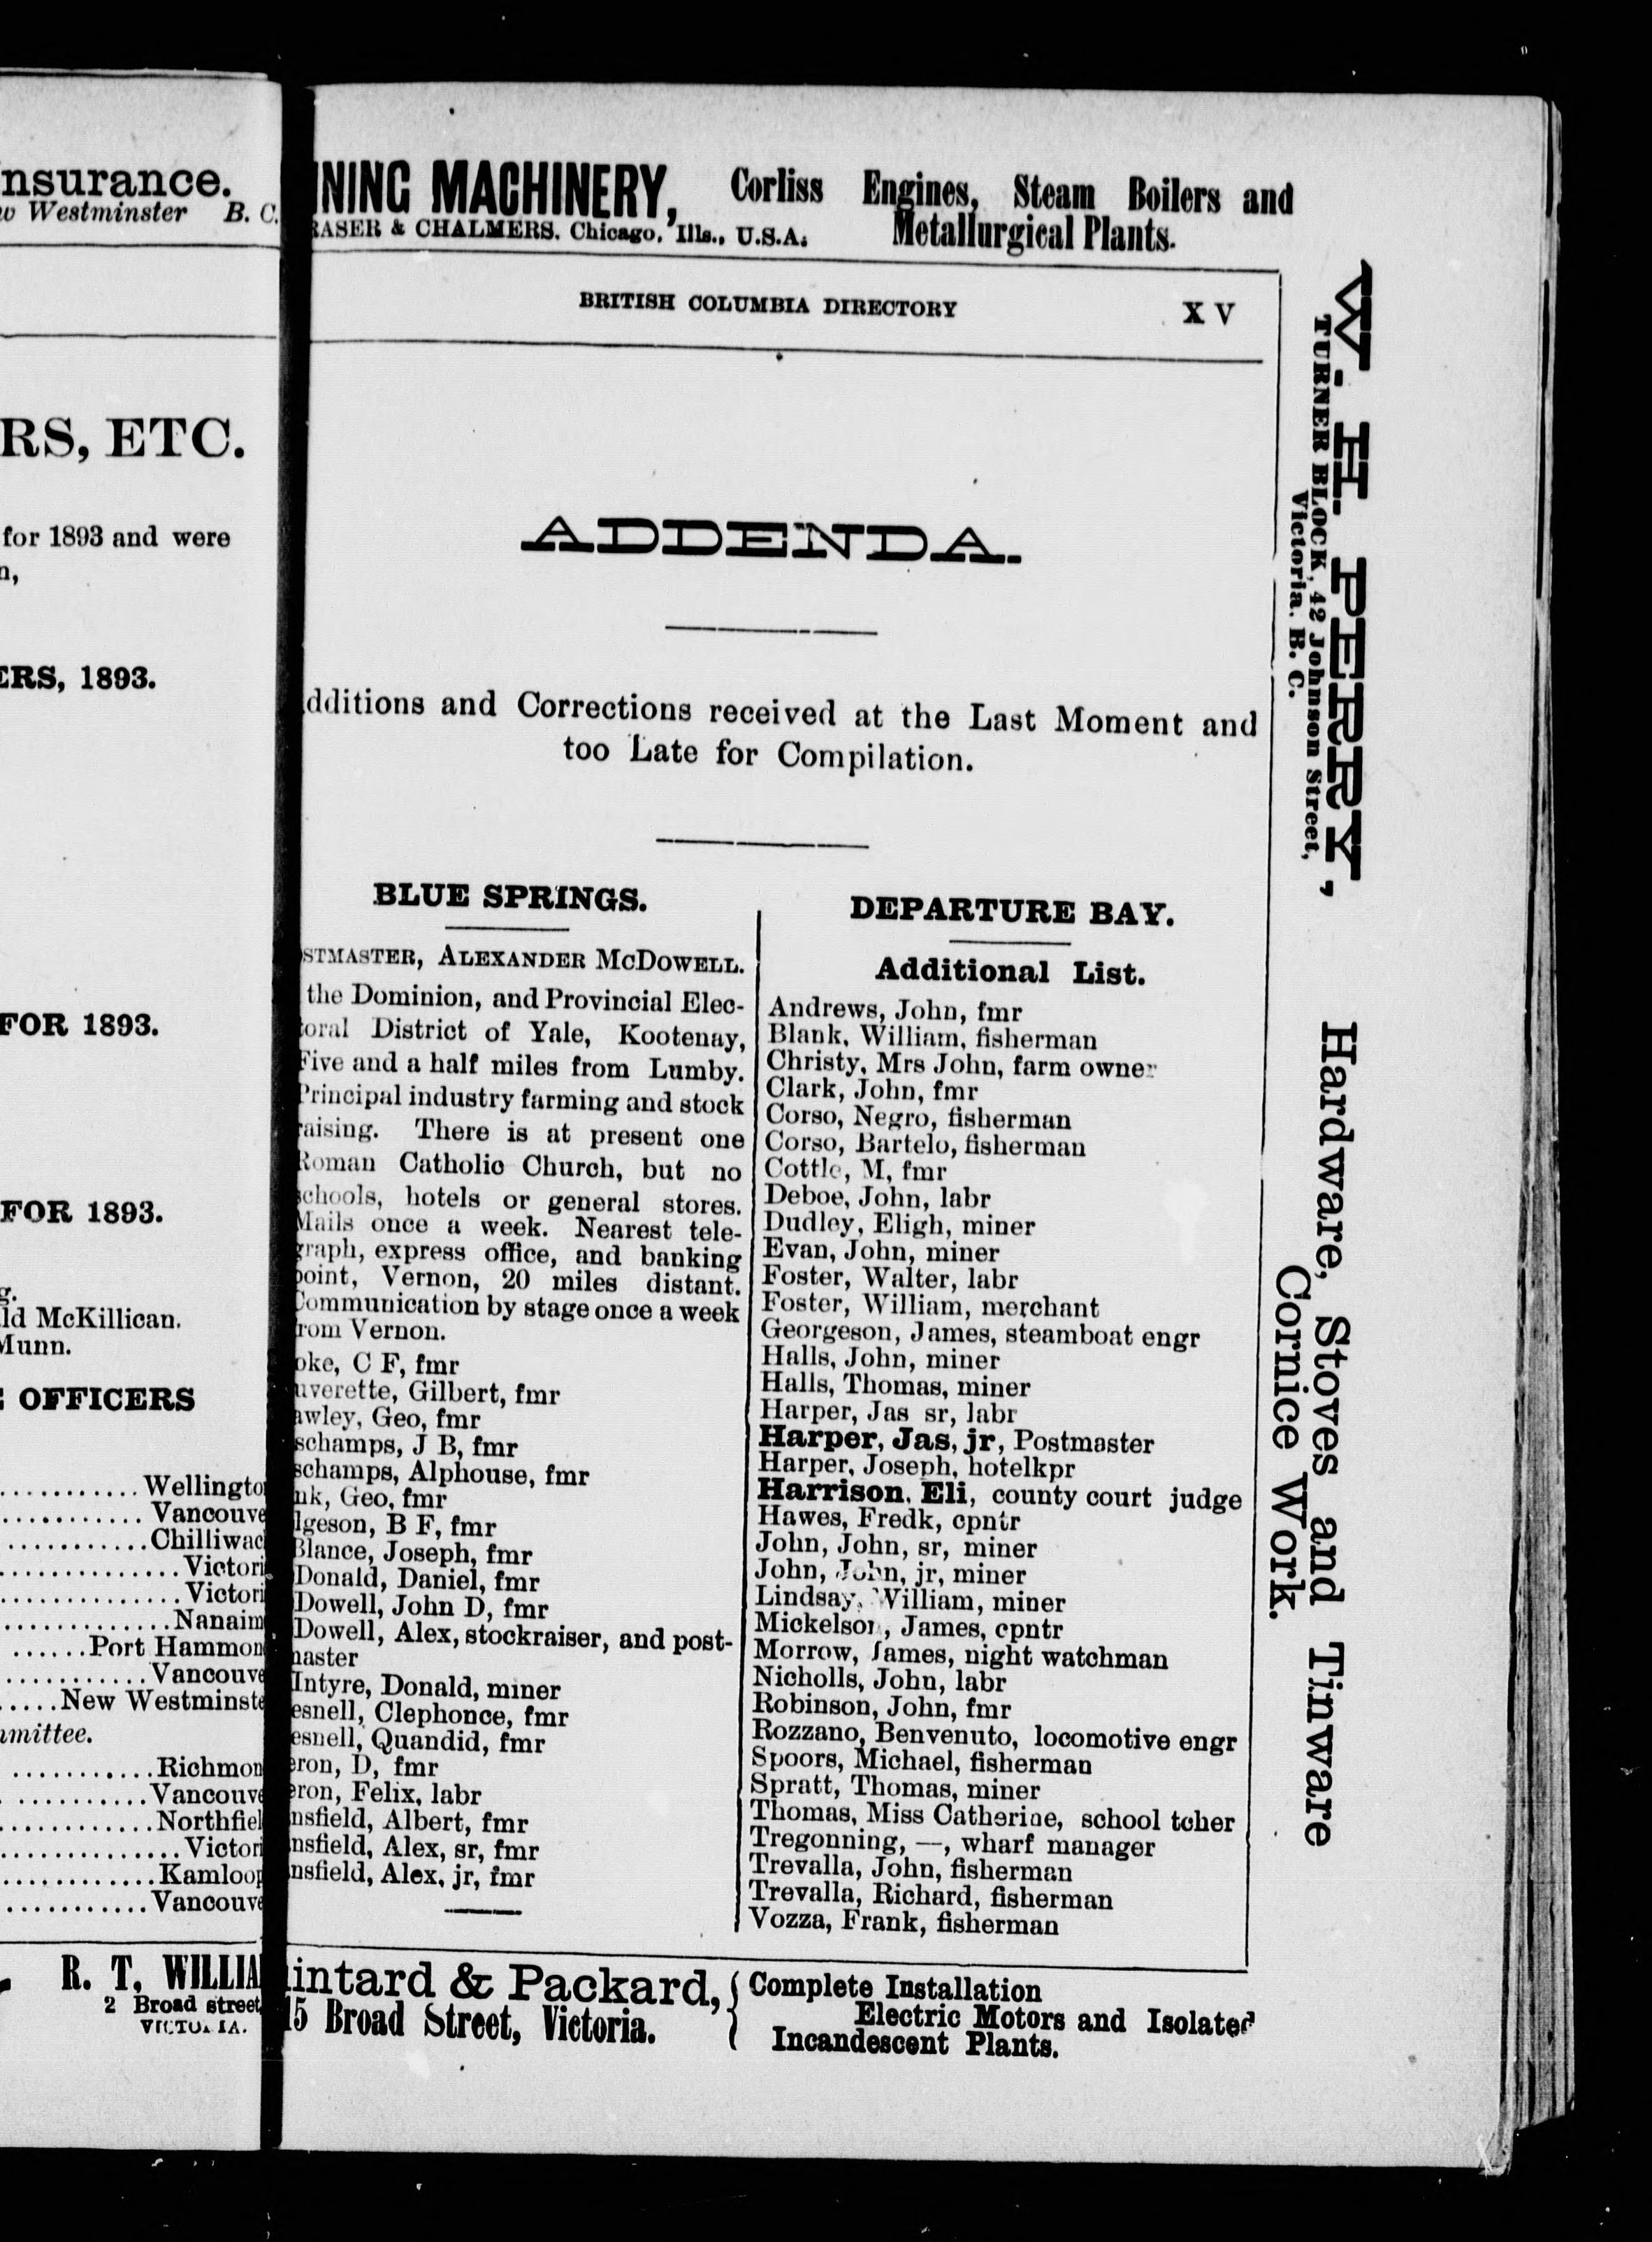 nsurance.
Westminster B. C.
RS, ETC.
for 1893 and were
n,
ERS, 1893.
FOR 1893.
FOR 1893.
g.
ld McKillican.
Munn.
OFFICERS
Wellingto
Vancouve
Chilliwac
Victori
Victori
Nanaim
Port Hammon
Vancouve
New Westminste
mmittee.
Richmon
Vancouve
Northfiel
Victori
Kamloop
Vancouve
R. T. WILLIA
2 Broad street
VICTORIA.
NING MACHINERY,
RASER & CHALMERS. Chicago, Ills., U.S.A.
Corliss Engines, Steam Boilers and
Metallurgical Plants.
BRITISH COLUMBIA DIRECTORY X V
ADDENDA.
dditions and Corrections received at the Last Moment and
too Late for Compilation.
BLUE SPRINGS.
STMASTER, ALEXANDER MCDOWELL.
the Dominion, and Provincial Elec-
toral District of Yale, Kootenay,
Five and a half miles from Lumby.
Principal industry farming and stock
raising. There is at present one
Roman Catholic Church, but no
schools, hotels or general stores.
Mails once a week. Nearest tele-
graph, express office, and banking
point, Vernon, 20 miles distant.
Communication by stage once a week
from Vernon.
oke, C F, fmr
uverette, Gilbert, fmr
awley, Geo, fmr
schamps, J B, fmr
schamps, Alphouse, fmr
nk, Geo, fmr
lgeson, B F, fmr
Blance, Joseph, fmr
Donald, Daniel, fmr
Dowell, John D, fmr
Dowell, Alex, stockraiser, and post-
master
Intyre, Donald, miner
esnell, Clephonce, fmr
esnell, Quandid, fmr
eron, D, fmr
eron, Felix, labr
nsfield, Albert, fmr
nsfield, Alex, sr, fmr
nsfield, Alex, jr, fmr
DEPARTURE BAY.
Additional List.
Andrews, John, fmr
Blank, William, fisherman
Christy, Mrs John, farm owner
Clark, John, fmr
Corso, Negro, fisherman
Corso, Bartelo, fisherman
Cottle, M, fmr
Deboe, John, labr
Dudley, Eligh, miner
Evan, John, miner
Foster, Walter, labr
Foster, William, merchant
Georgeson, James, steamboat engr
Halls, John, miner
Halls, Thomas, miner
Harper, Jas sr, labr
Harper, Jas, jr, Postmaster
Harper, Joseph, hotelkpr
Harrison, Eli, county court judge
Hawes, Fredk, cpntr
John, John, sr, miner
John, John, jr, miner
Lindsay, William, miner
Mickelson, James, cpntr
Morrow, James, night watchman
Nicholls, John, labr
Robinson, John, fmr
Rozzano, Benvenuto, locomotive engr
Spoors, Michael, fisherman
Spratt, Thomas, miner
Thomas, Miss Catherine, school tcher
Tregonning, —, wharf manager
Trevalla, John, fisherman
Trevalla, Richard, fisherman
Vozza, Frank, fisherman
intard & Packard,
15 Broad Street, Victoria.
Complete Installation
Electric Motors and Isolated
Incandescent Plants.
W. H. PERRY,
TURNER BLOCK, 42 Johnson Street,
Victoria, B. C.
Hardware, Stoves and Tinware
Cornice Work.